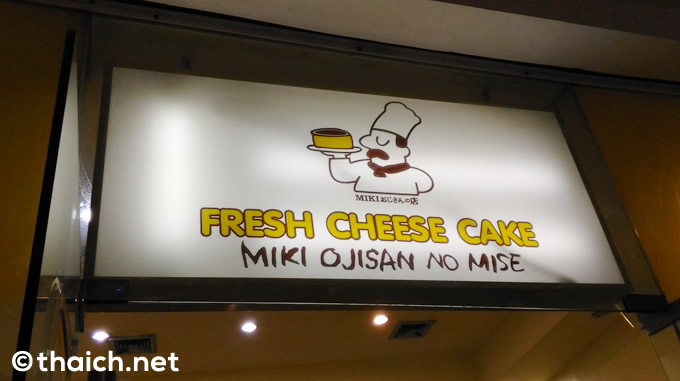 MIKIおじさんの店
FRESH CHEESE CAKE
MIKI OJISAN NO MISE
©thaich.net